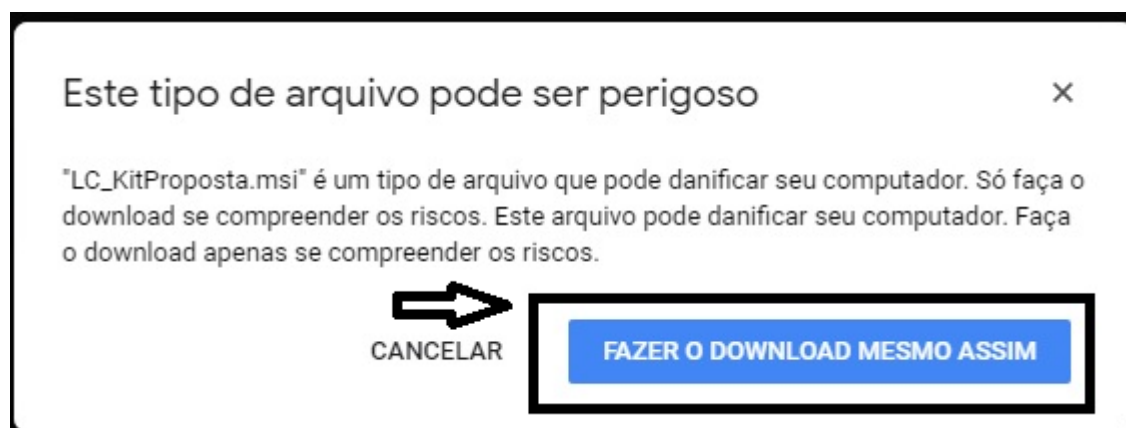 Este tipo de arquivo pode ser perigoso
"LC_KitProposta.msi" é um tipo de arquivo que pode danificar seu computador. Só faça o
download se compreender os riscos. Este arquivo pode danificar seu computador. Faça
o download apenas se compreender os riscos.
CANCELAR FAZER O DOWNLOAD MESMO ASSIM